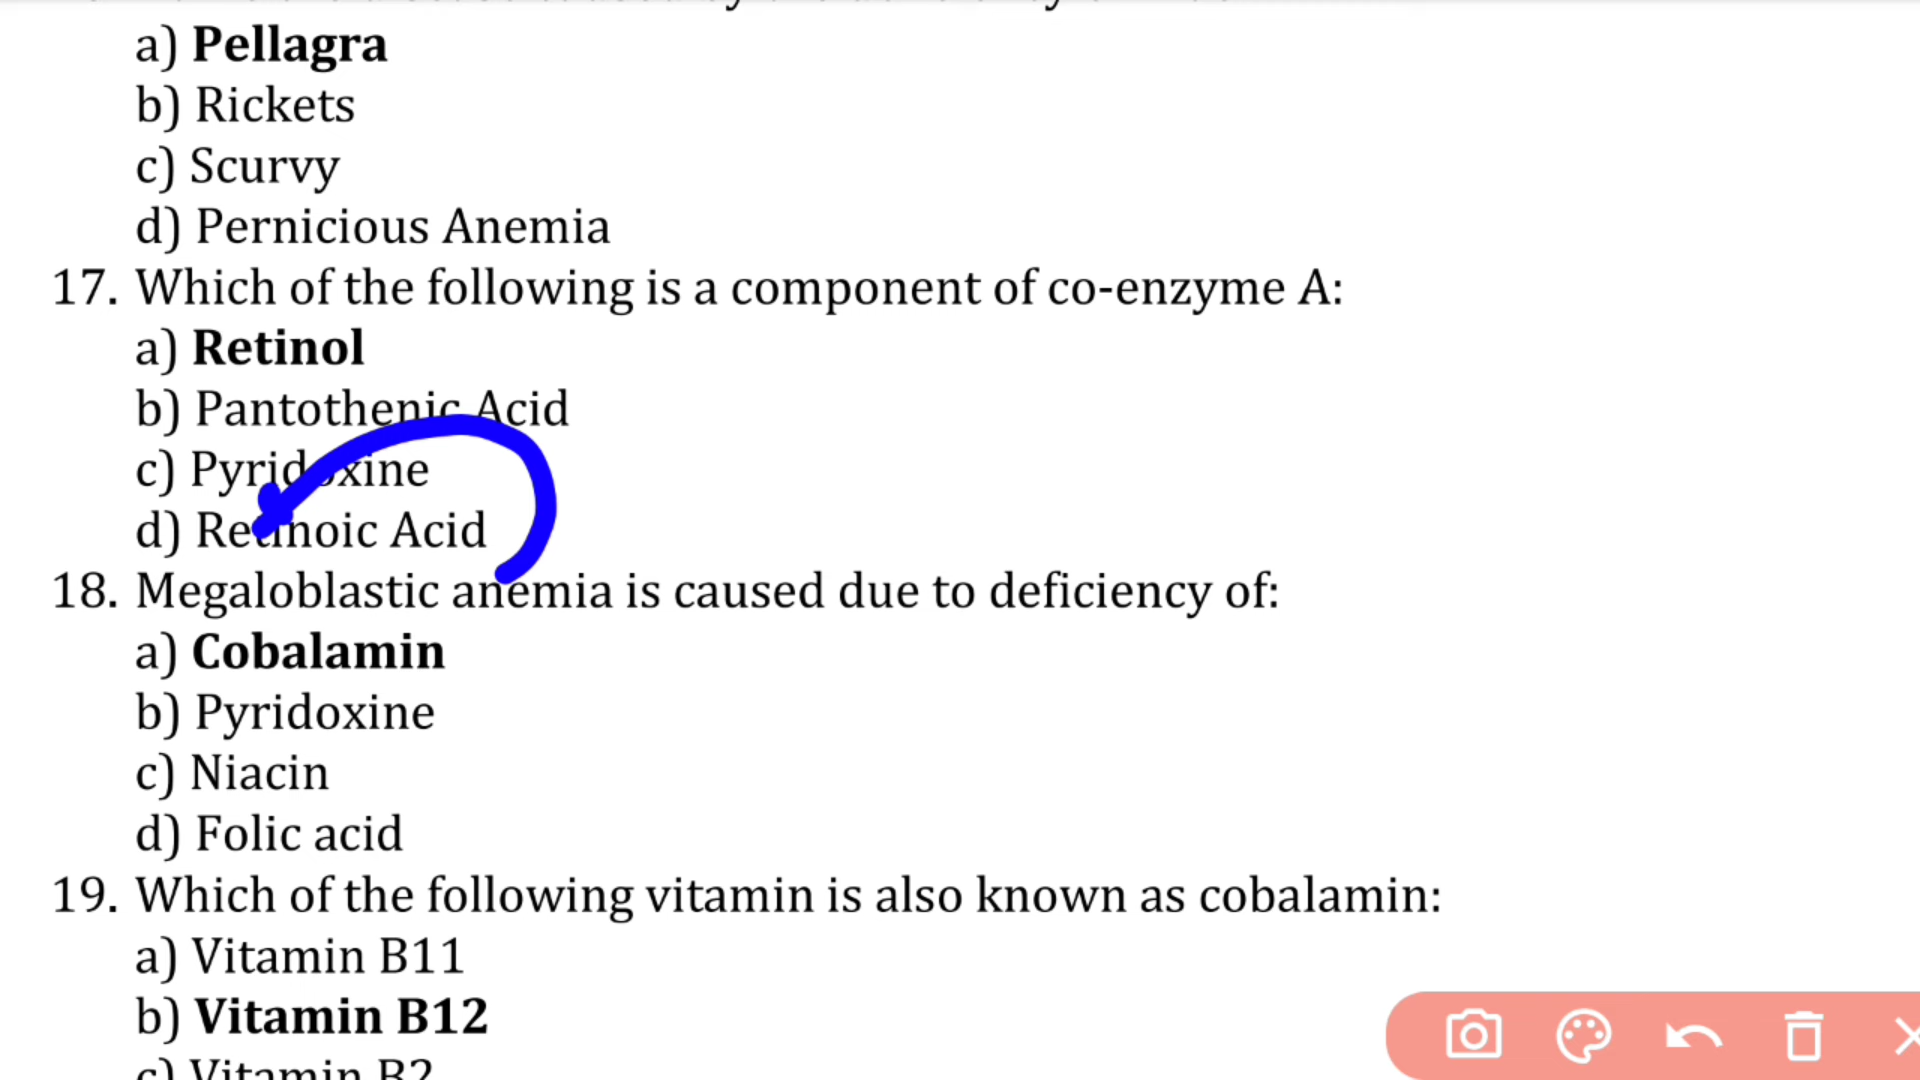 a) Pellagra
b) Rickets
c) Scurvy
d) Pernicious Anemia
17. Which of the following is a component of co-enzyme A:
a) Retinol
b) Pantothenic Acid
c) Pyridoxine
d) Retinoic Acid
18. Megaloblastic anemia is caused due to deficiency of:
a) Cobalamin
b) Pyridoxine
c) Niacin
d) Folic acid
19. Which of the following vitamin is also known as cobalamin:
a) Vitamin B11
b) Vitamin B12
c) Vitamin B2